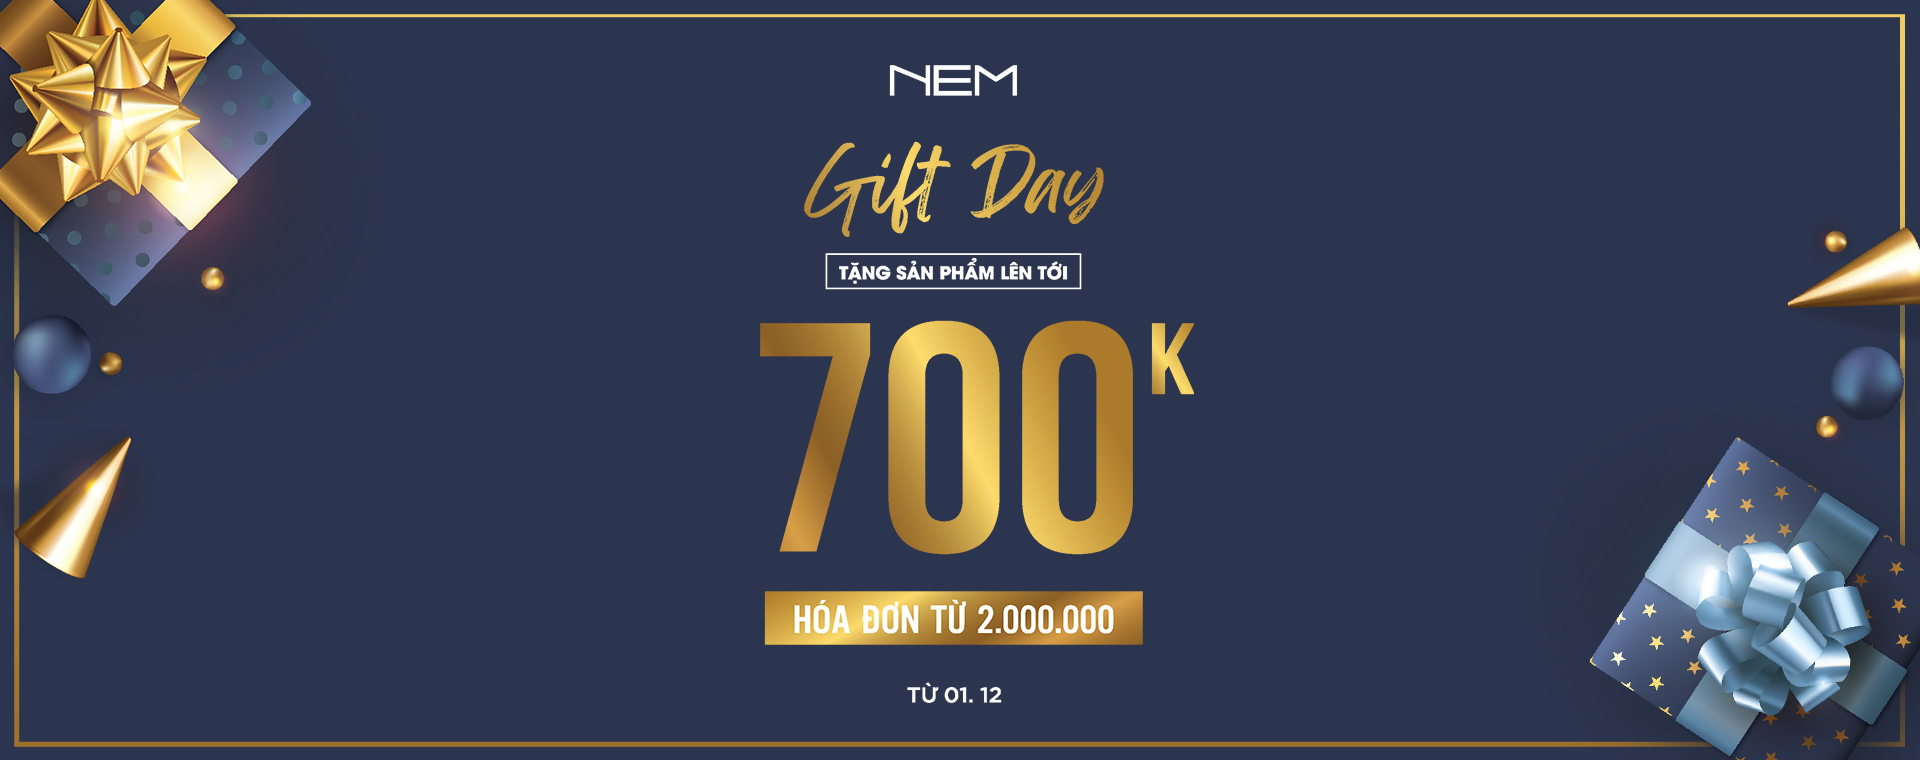 NEM
Gift Day
TẶNG SẢN PHẨM LÊN TỚI
700K
HÓA ĐƠN TỪ 2.000.000
TỪ 01. 12